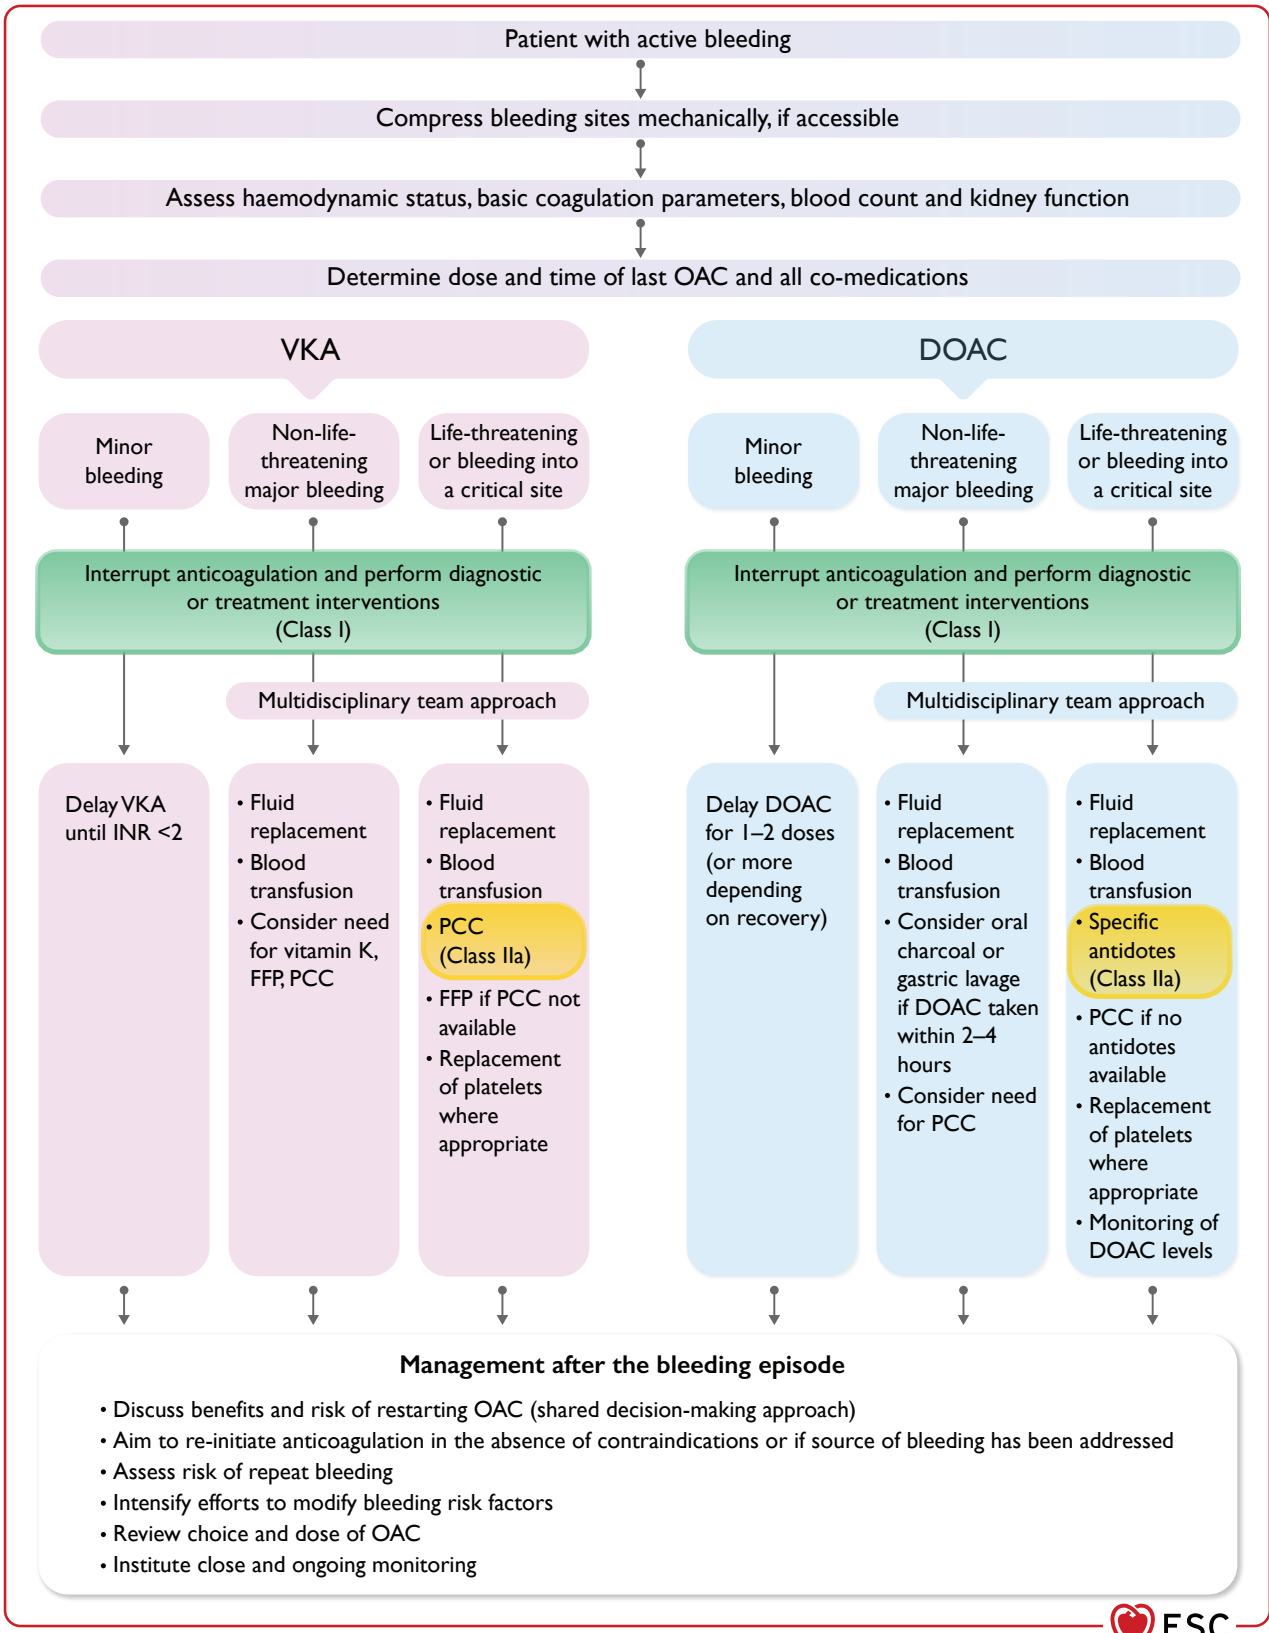 Patient with active bleeding
Compress bleeding sites mechanically, if accessible
Assess haemodynamic status, basic coagulation parameters, blood count and kidney function
Determine dose and time of last OAC and all co-medications
VKA
Minor
bleeding
Non-life-
threatening
major bleeding
Life-threatening
or bleeding into
a critical site
Interrupt anticoagulation and perform diagnostic
or treatment interventions
(Class I)
Multidisciplinary team approach
Delay VKA
until INR <2
• Fluid
replacement
• Blood
transfusion
• Consider need
for vitamin K,
FFP, PCC
• Fluid
replacement
• Blood
transfusion
• PCC
(Class IIa)
• FFP if PCC not
available
• Replacement
of platelets
where
appropriate
DOAC
Minor
bleeding
Non-life-
threatening
major bleeding
Life-threatening
or bleeding into
a critical site
Interrupt anticoagulation and perform diagnostic
or treatment interventions
(Class I)
Multidisciplinary team approach
Delay DOAC
for 1–2 doses
(or more
depending
on recovery)
• Fluid
replacement
• Blood
transfusion
• Consider oral
charcoal or
gastric lavage
if DOAC taken
within 2–4
hours
• Consider need
for PCC
• Fluid
replacement
• Blood
transfusion
• Specific
antidotes
(Class IIa)
• PCC if no
antidotes
available
• Replacement
of platelets
where
appropriate
• Monitoring of
DOAC levels
Management after the bleeding episode
• Discuss benefits and risk of restarting OAC (shared decision-making approach)
• Aim to re-initiate anticoagulation in the absence of contraindications or if source of bleeding has been addressed
• Assess risk of repeat bleeding
• Intensify efforts to modify bleeding risk factors
• Review choice and dose of OAC
• Institute close and ongoing monitoring
ESC